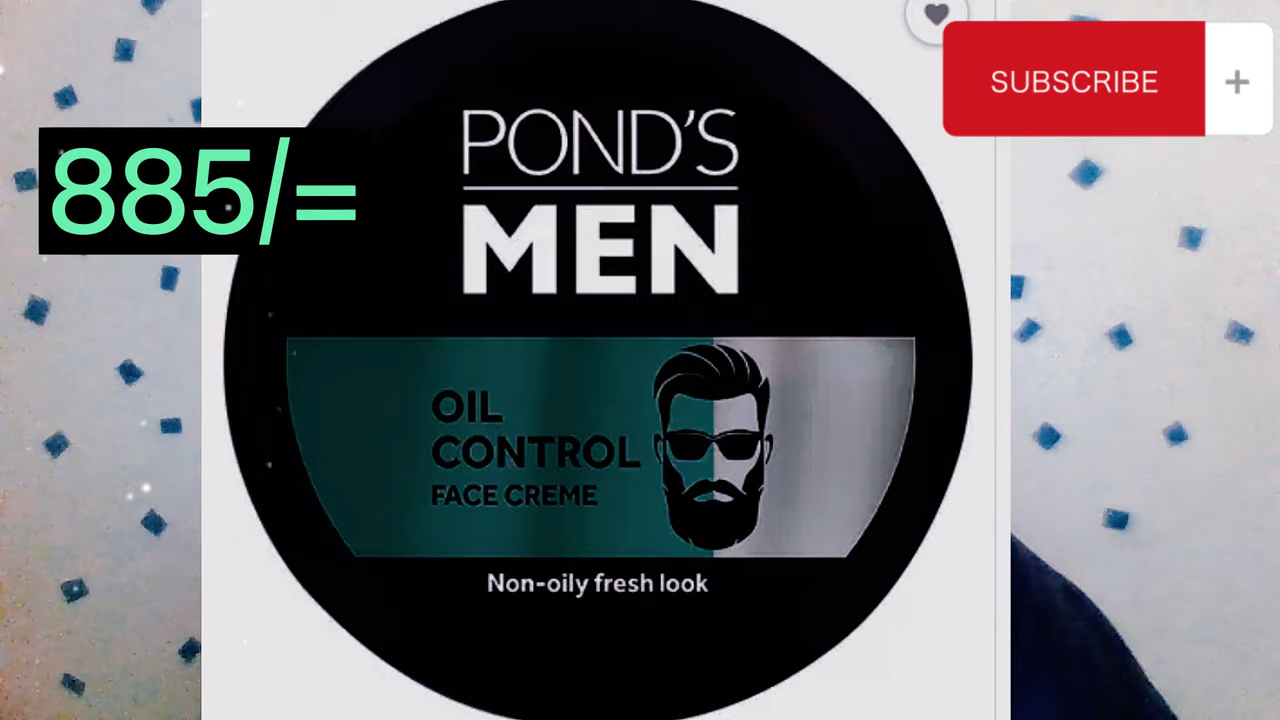 SUBSCRIBE +
885/=
POND'S
MEN
OIL
CONTROL
FACE CREME
Non-oily fresh look